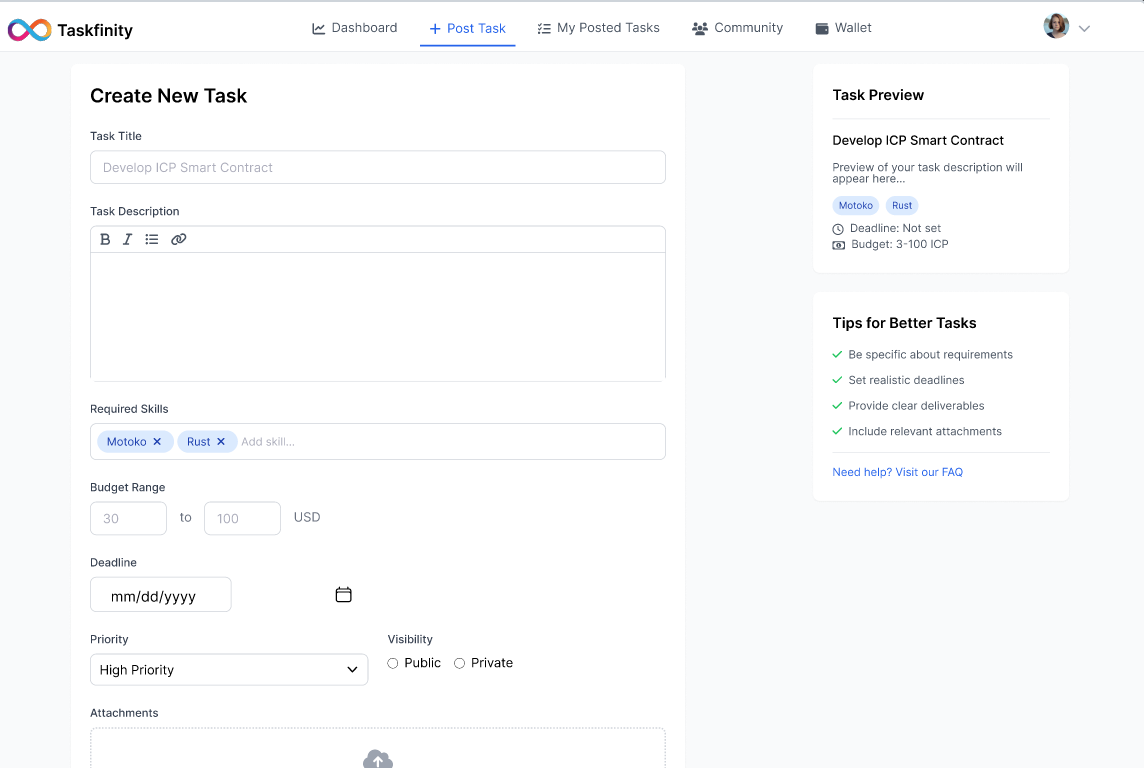 Taskfinity
Dashboard
Post Task
My Posted Tasks
Community
Wallet
Create New Task
Task Title
Develop ICP Smart Contract
Task Description
B I
Required Skills
Motoko ✕ Rust ✕ Add skill...
Budget Range
30 to 100 USD
Deadline
mm/dd/yyyy
Priority
High Priority
Visibility
Public Private
Attachments
Task Preview
Develop ICP Smart Contract
Preview of your task description will
appear here...
Motoko Rust
Deadline: Not set
Budget: 3-100 ICP
Tips for Better Tasks
Be specific about requirements
Set realistic deadlines
Provide clear deliverables
Include relevant attachments
Need help? Visit our FAQ